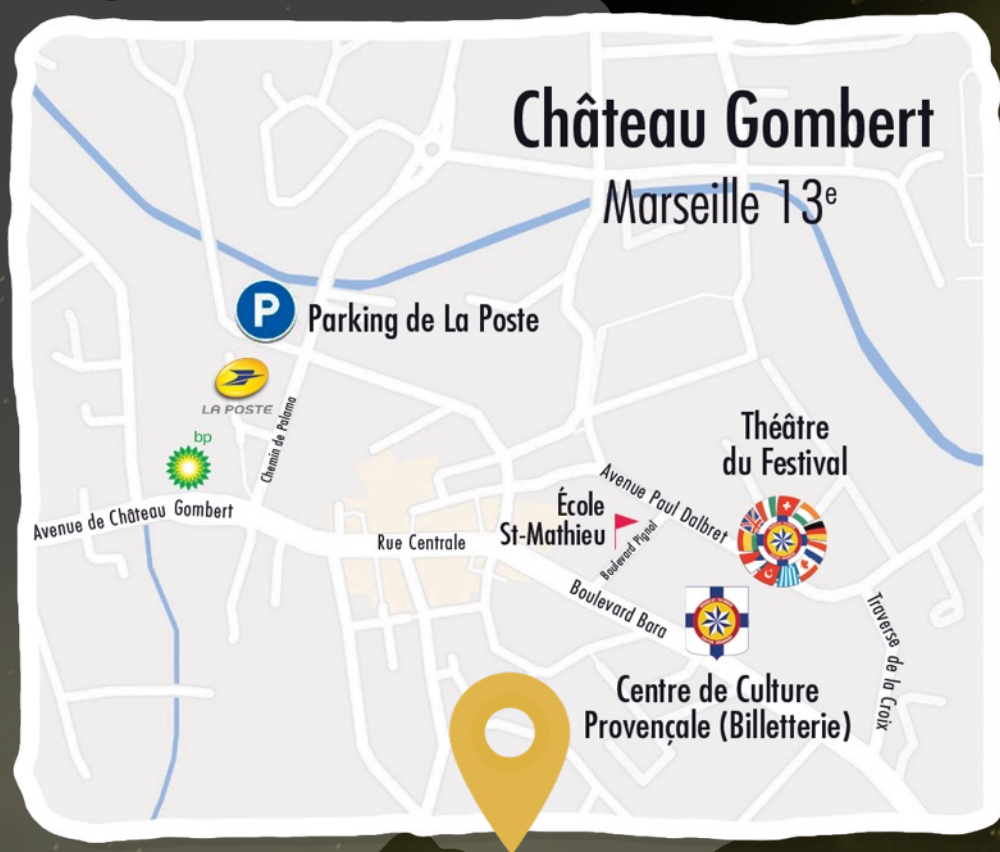 Château Gombert
Marseille 13e
P
Parking de La Poste
LA POSTE
bp
Chemin de Palama
Avenue de Château Gombert
Rue Centrale
École
St-Mathieu
Boulevard Pignol
Avenue Paul Dalbret
Théâtre
du Festival
Boulevard Bara
Centre de Culture
Provençale (Billetterie)
Traverse de la Croix